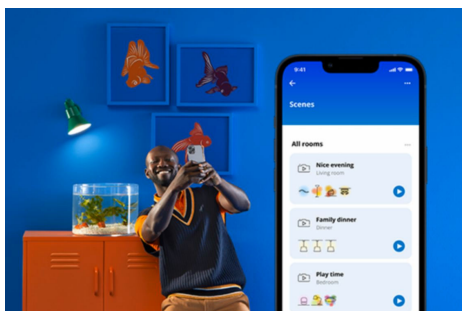 9:41
Scenes
All rooms
Nice evening
Living room
Family dinner
Dinner
Play time
Bedroom